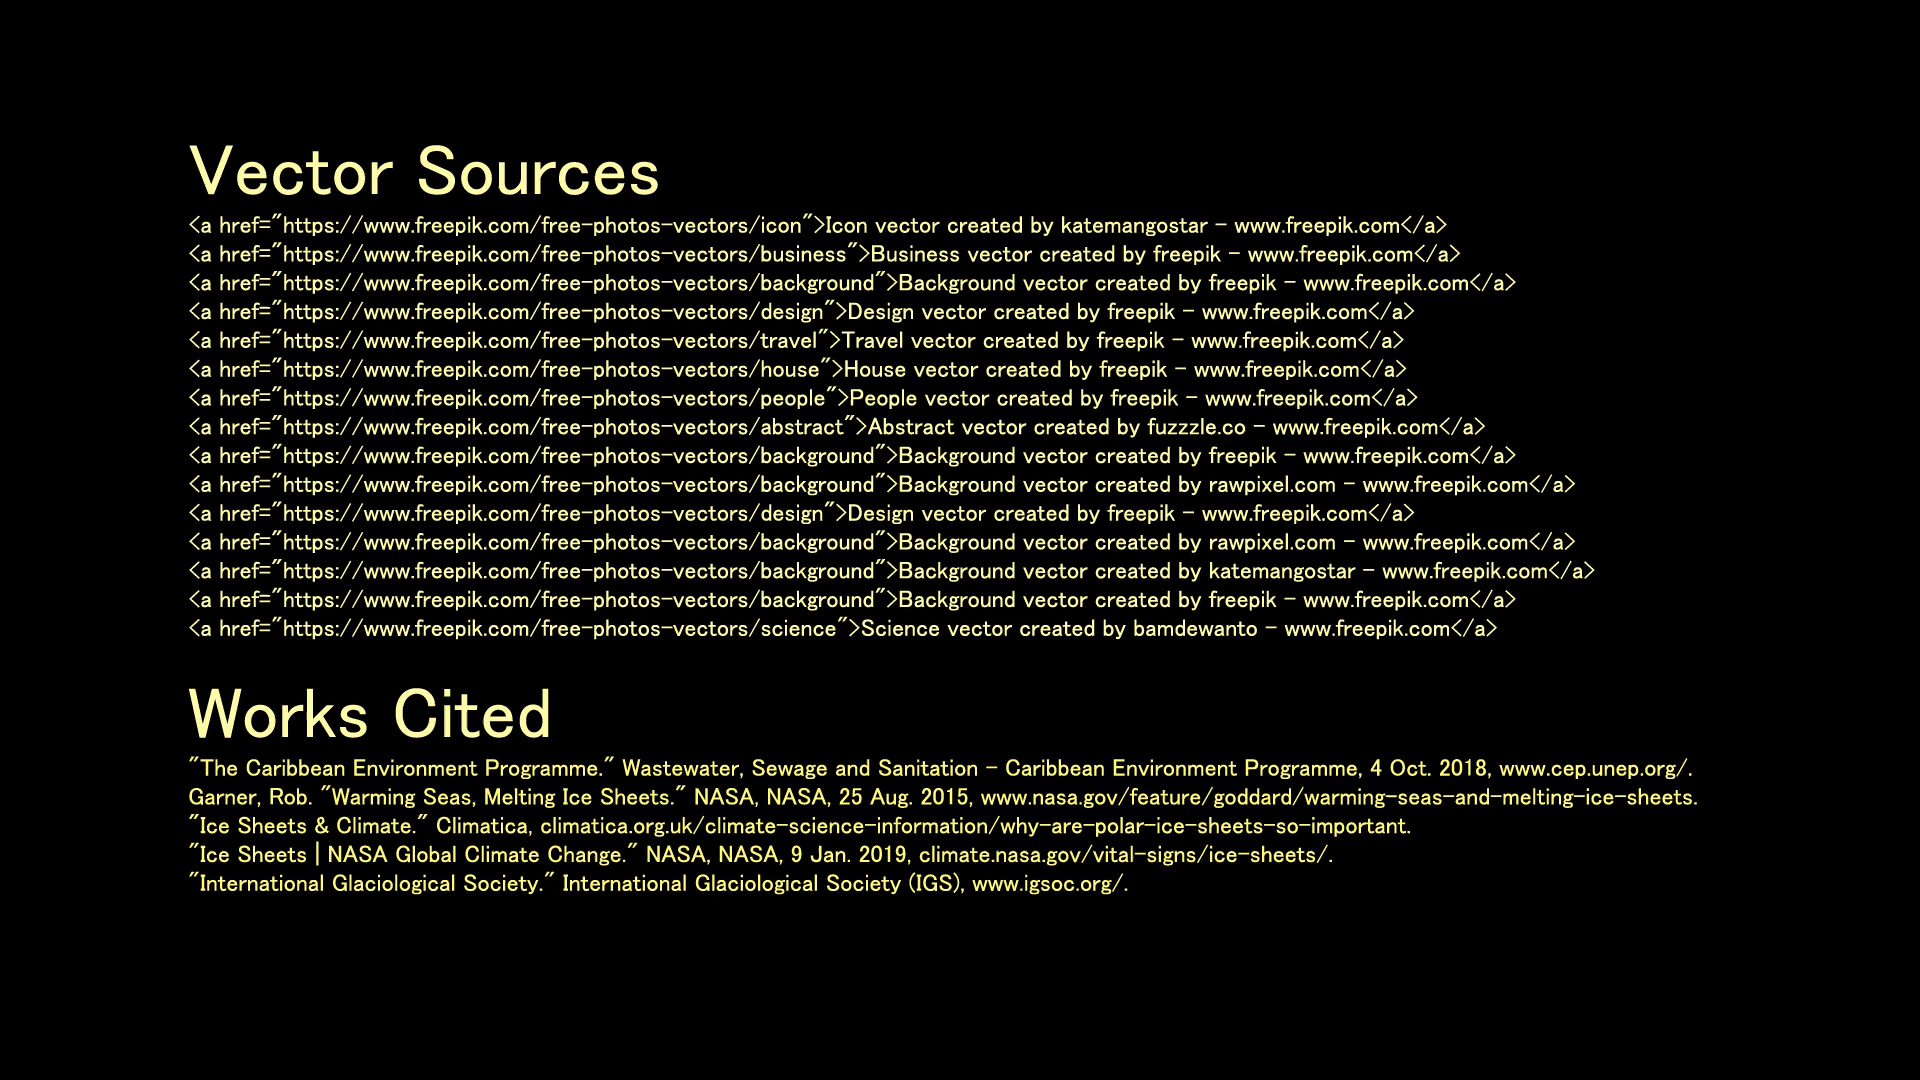 Vector Sources
<a href="https://www.freepik.com/free-photos-vectors/icon">Icon vector created by katemangostar - www.freepik.com</a>
<a href="https://www.freepik.com/free-photos-vectors/business">Business vector created by freepik - www.freepik.com</a>
<a href="https://www.freepik.com/free-photos-vectors/background">Background vector created by freepik - www.freepik.com</a>
<a href="https://www.freepik.com/free-photos-vectors/design">Design vector created by freepik - www.freepik.com</a>
<a href="https://www.freepik.com/free-photos-vectors/travel">Travel vector created by freepik - www.freepik.com</a>
<a href="https://www.freepik.com/free-photos-vectors/house">House vector created by freepik - www.freepik.com</a>
<a href="https://www.freepik.com/free-photos-vectors/people">People vector created by freepik - www.freepik.com</a>
<a href="https://www.freepik.com/free-photos-vectors/abstract">Abstract vector created by fuzzzle.co - www.freepik.com</a>
<a href="https://www.freepik.com/free-photos-vectors/background">Background vector created by freepik - www.freepik.com</a>
<a href="https://www.freepik.com/free-photos-vectors/background">Background vector created by rawpixel.com - www.freepik.com</a>
<a href="https://www.freepik.com/free-photos-vectors/design">Design vector created by freepik - www.freepik.com</a>
<a href="https://www.freepik.com/free-photos-vectors/background">Background vector created by rawpixel.com - www.freepik.com</a>
<a href="https://www.freepik.com/free-photos-vectors/background">Background vector created by katemangostar - www.freepik.com</a>
<a href="https://www.freepik.com/free-photos-vectors/background">Background vector created by freepik - www.freepik.com</a>
<a href="https://www.freepik.com/free-photos-vectors/science">Science vector created by bamdewanto - www.freepik.com</a>
Works Cited
"The Caribbean Environment Programme." Wastewater, Sewage and Sanitation - Caribbean Environment Programme, 4 Oct. 2018, www.cep.unep.org/.
Garner, Rob. "Warming Seas, Melting Ice Sheets." NASA, NASA, 25 Aug. 2015, www.nasa.gov/feature/goddard/warming-seas-and-melting-ice-sheets.
"Ice Sheets & Climate." Climatica, climatica.org.uk/climate-science-information/why-are-polar-ice-sheets-so-important.
"Ice Sheets | NASA Global Climate Change." NASA, NASA, 9 Jan. 2019, climate.nasa.gov/vital-signs/ice-sheets/.
"International Glaciological Society." International Glaciological Society (IGS), www.igsoc.org/.